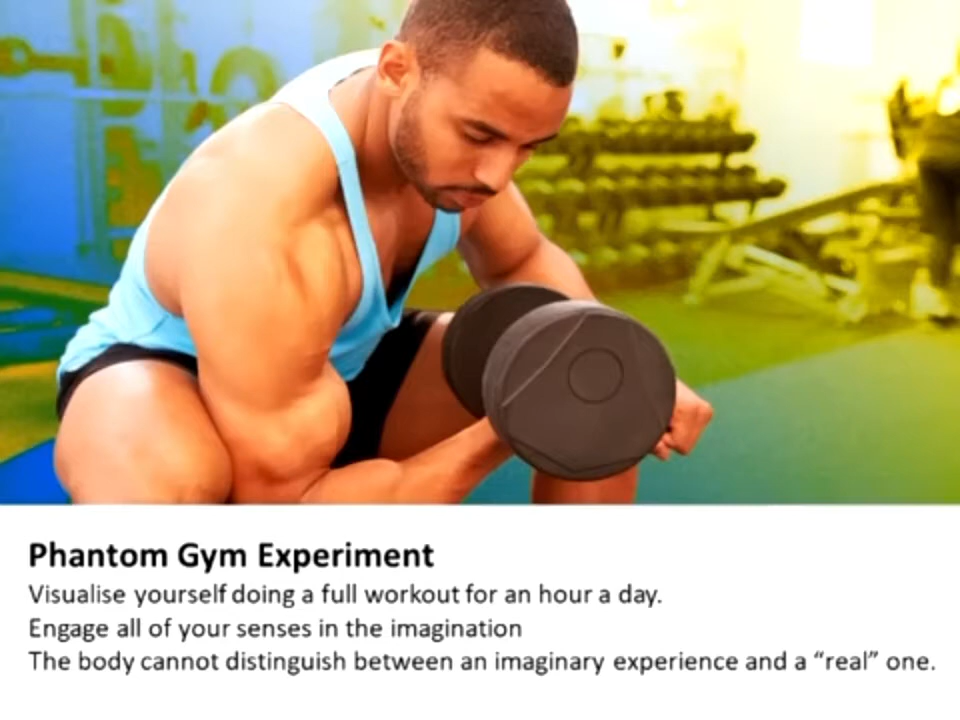 Phantom Gym Experiment
Visualise yourself doing a full workout for an hour a day.
Engage all of your senses in the imagination
The body cannot distinguish between an imaginary experience and a “real” one.